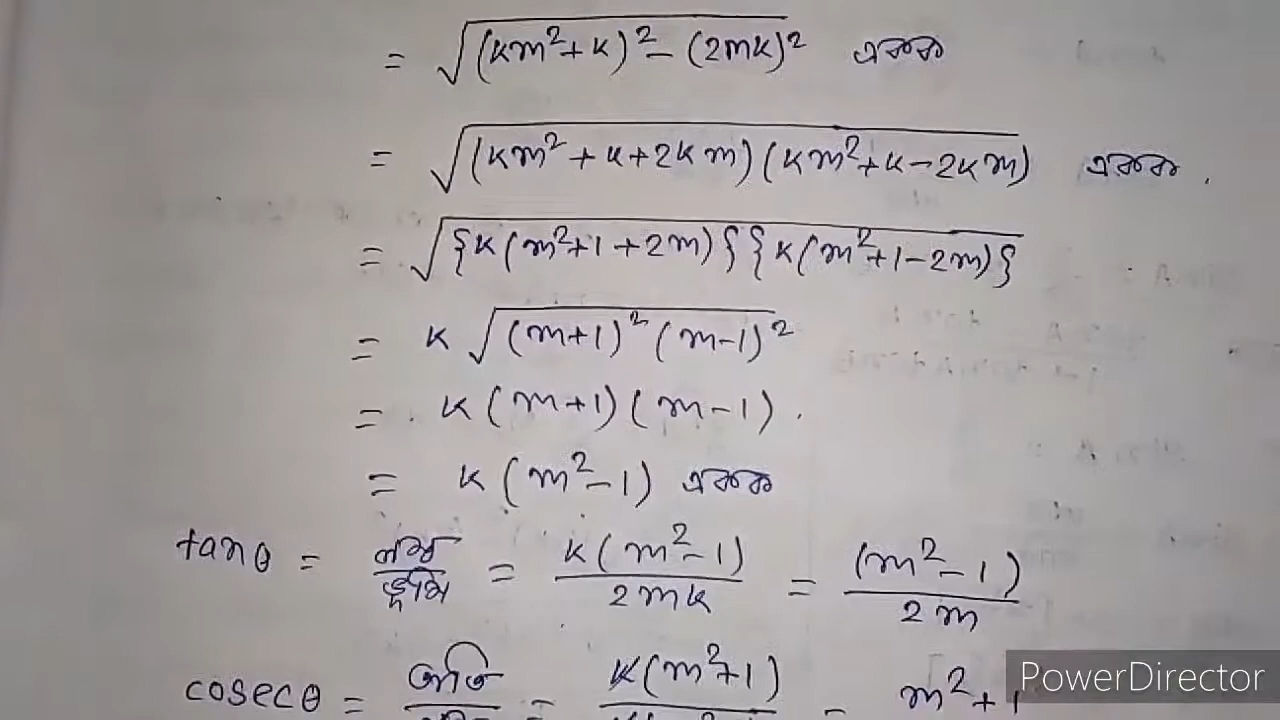 = √(km²+k)² − (2mk)² একক
= √(km²+k+2km)(km²+k−2km) একক.
= √{k(m²+1+2m)}{k(m²+1−2m)}
= k √(m+1)²(m−1)²
= k(m+1)(m−1).
= k(m²−1) একক
tanθ = লম্ব/ভূমি = k(m²−1)/2mk = (m²−1)/2m
cosecθ = অতি = k(m²+1) = m²+1
PowerDirector